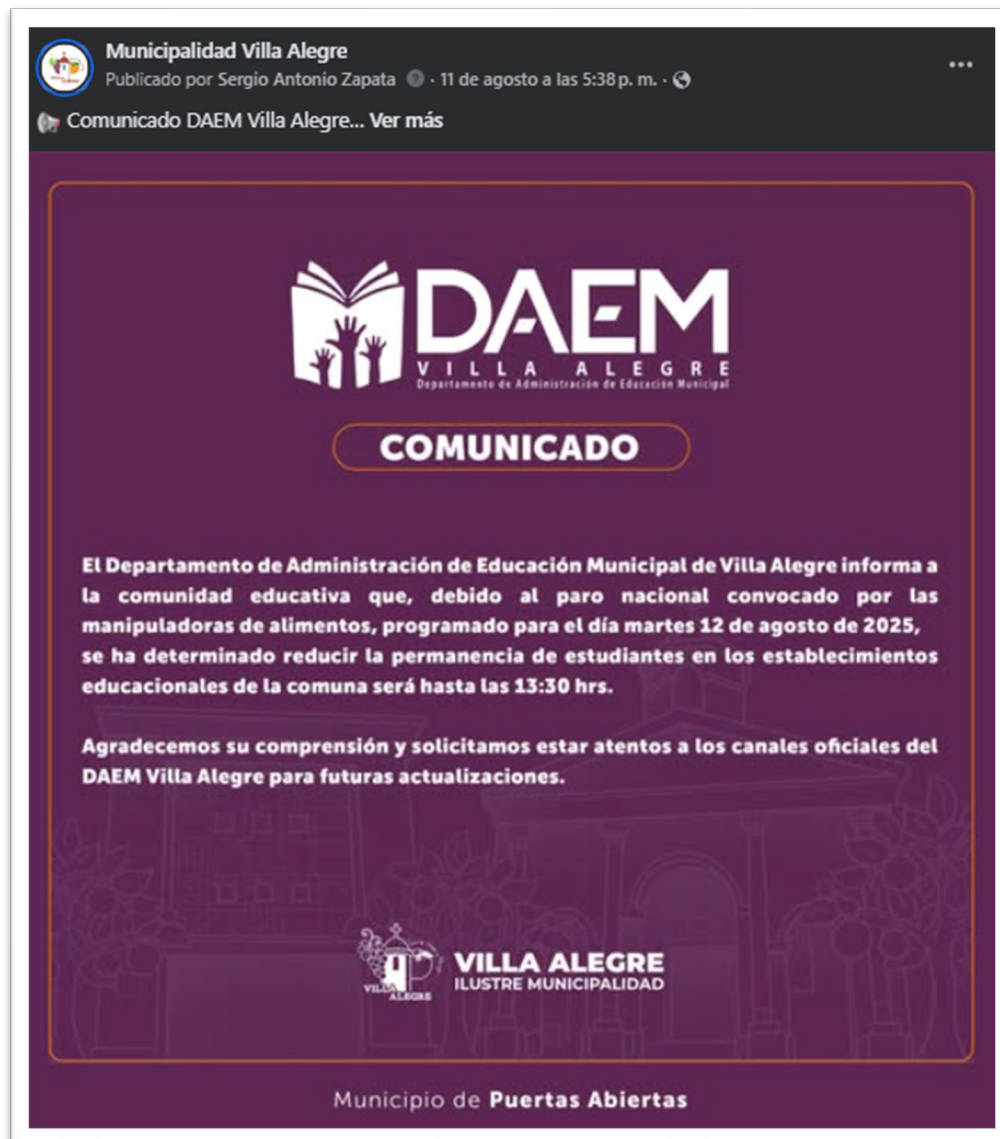 Municipalidad Villa Alegre
Publicado por Sergio Antonio Zapata · 11 de agosto a las 5:38 p. m. ·
Comunicado DAEM Villa Alegre... Ver más
DAEM
VILLA ALEGRE
Departamento de Administración de Educación Municipal
COMUNICADO
El Departamento de Administración de Educación Municipal de Villa Alegre informa a
la comunidad educativa que, debido al paro nacional convocado por las
manipuladoras de alimentos, programado para el día martes 12 de agosto de 2025,
se ha determinado reducir la permanencia de estudiantes en los establecimientos
educacionales de la comuna será hasta las 13:30 hrs.
Agradecemos su comprensión y solicitamos estar atentos a los canales oficiales del
DAEM Villa Alegre para futuras actualizaciones.
VILLA ALEGRE
VILLA ALEGRE
ILUSTRE MUNICIPALIDAD
Municipio de Puertas Abiertas